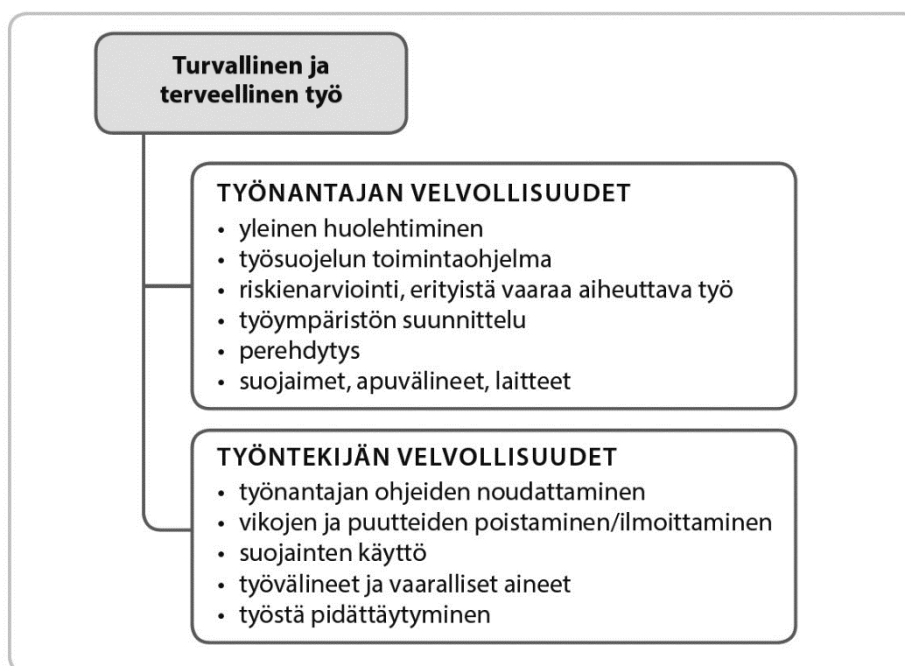 Turvallinen ja
terveellinen työ
TYÖNANTAJAN VELVOLLISUUDET
• yleinen huolehtiminen
• työsuojelun toimintaohjelma
• riskienarviointi, erityistä vaaraa aiheuttava työ
• työympäristön suunnittelu
• perehdytys
• suojaimet, apuvälineet, laitteet
TYÖNTEKIJÄN VELVOLLISUUDET
• työnantajan ohjeiden noudattaminen
• vikojen ja puutteiden poistaminen/ilmoittaminen
• suojainten käyttö
• työvälineet ja vaaralliset aineet
• työstä pidättäytyminen